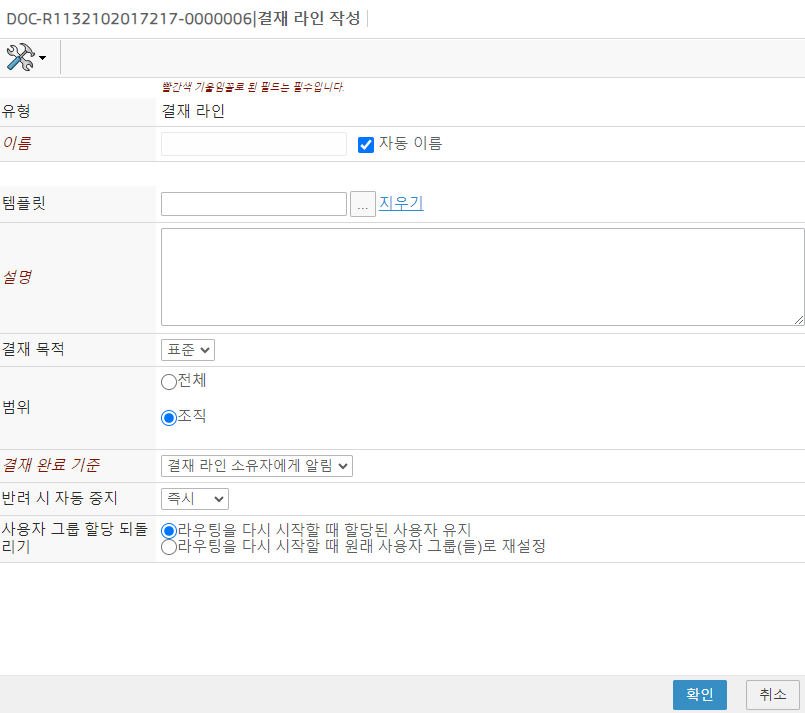 DOC-R1132102017217-0000006|결재 라인 작성
빨간색 기울임꼴로 된 필드는 필수입니다.
유형 결재 라인
이름 자동 이름
템플릿 ... 지우기
설명
결재 목적 표준
범위 전체
조직
결재 완료 기준 결재 라인 소유자에게 알림
반려 시 자동 중지 즉시
사용자 그룹 할당 되돌리기 라우팅을 다시 시작할 때 할당된 사용자 유지
라우팅을 다시 시작할 때 원래 사용자 그룹(들)로 재설정
확인 취소